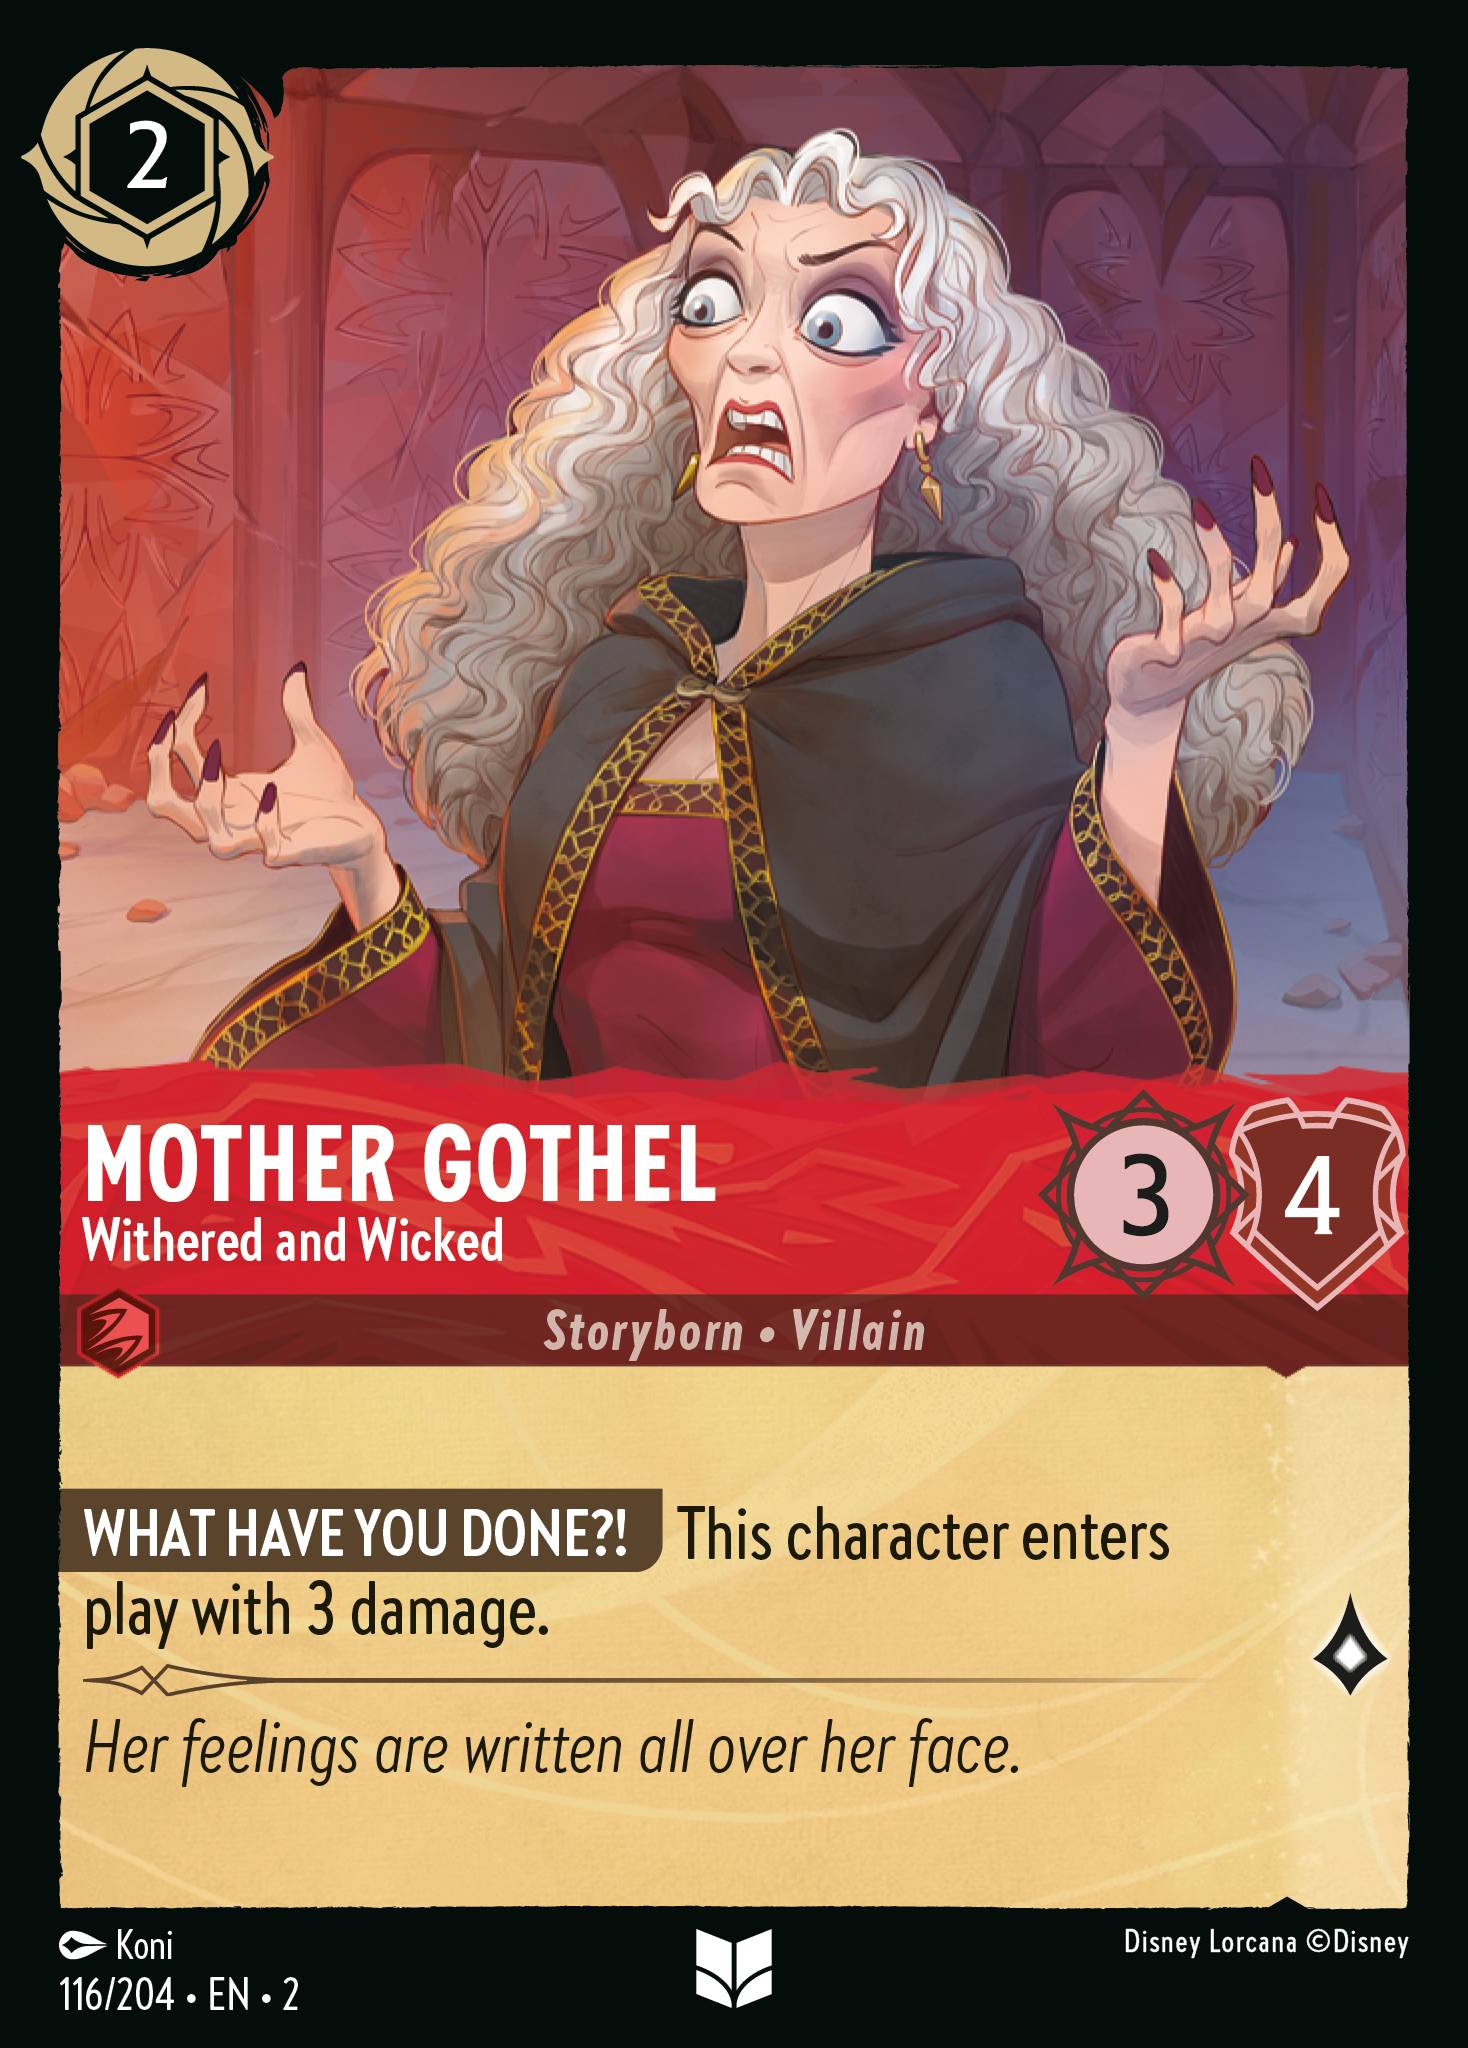 2
MOTHER GOTHEL
Withered and Wicked
3
4
Storyborn • Villain
WHAT HAVE YOU DONE?! This character enters
play with 3 damage.
Her feelings are written all over her face.
Koni
116/204 • EN • 2
Disney Lorcana ©Disney